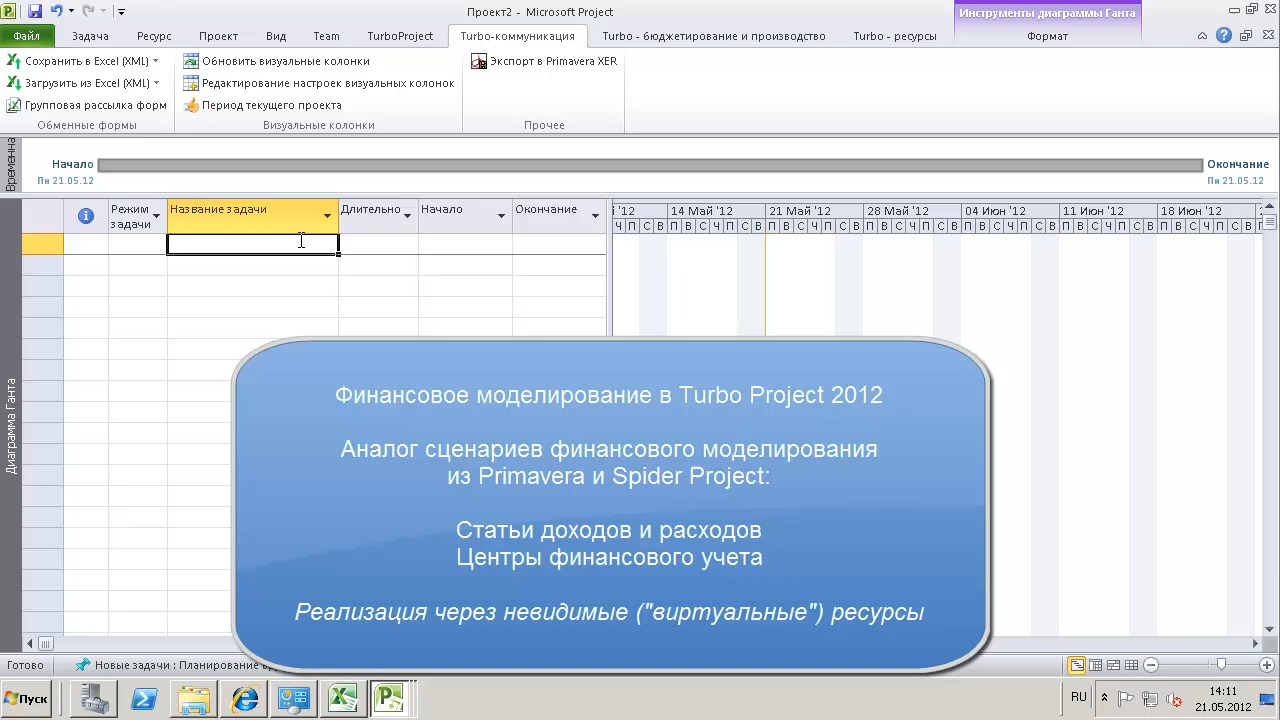 Проект2 - Microsoft Project
Инструменты диаграммы Ганта
Файл Задача Ресурс Проект Вид Team TurboProject Turbo-коммуникация Turbo - бюджетирование и производство Turbo - ресурсы Формат
Сохранить в Excel (XML)
Загрузить из Excel (XML)
Групповая рассылка форм
Обменные формы
Обновить визуальные колонки
Редактирование настроек визуальных колонок
Период текущего проекта
Визуальные колонки
Экспорт в Primavera XER
Прочее
Временна
Начало
Пн 21.05.12
Окончание
Пн 21.05.12
Режим задачи
Название задачи
Длительно
Начало
Окончание
'12 14 Май '12 21 Май '12 28 Май '12 04 Июн '12 11 Июн '12 18 Июн '12
Ч П С В П В С Ч П С В П В С Ч П С В П В С Ч П С В П В С Ч П С В П В С Ч П С В П В С Ч П С В П
Диаграмма Ганта
Финансовое моделирование в Turbo Project 2012
Аналог сценариев финансового моделирования
из Primavera и Spider Project:
Статьи доходов и расходов
Центры финансового учета
Реализация через невидимые ("виртуальные") ресурсы
Готово
Новые задачи : Планирование
Пуск
RU
14:11
21.05.2012